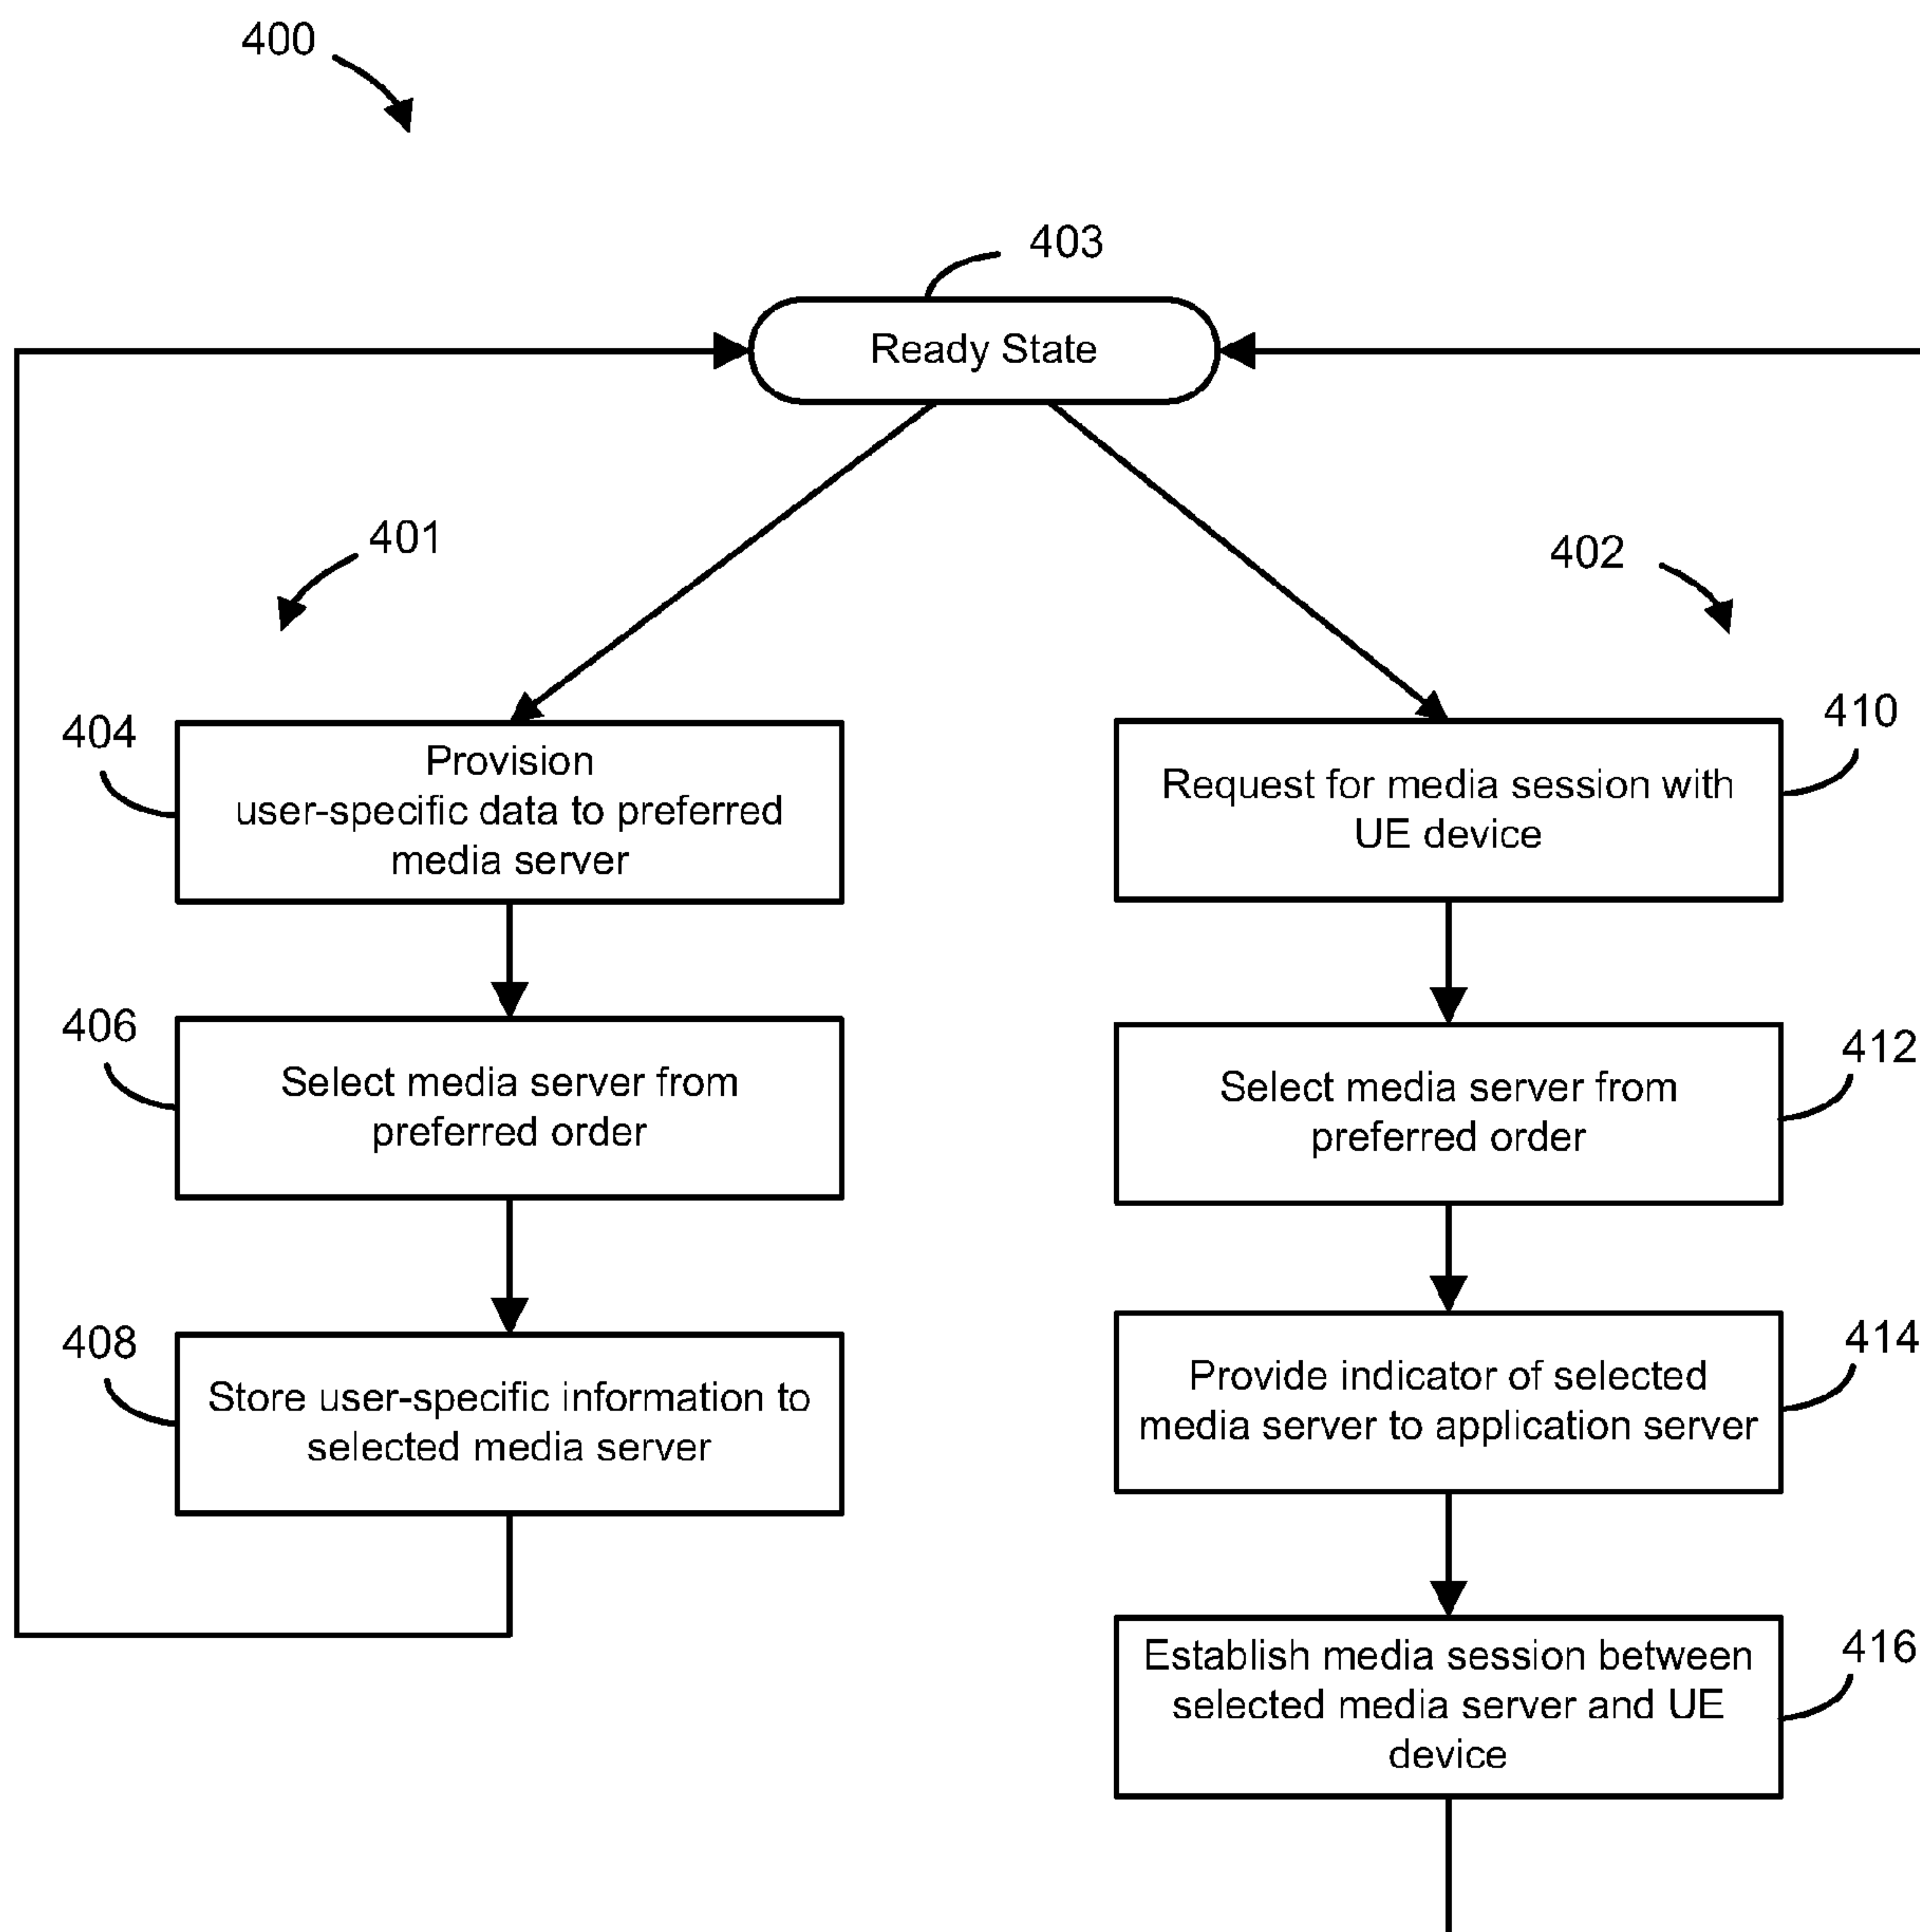 400
403
Ready State
401
402
404
Provision
user-specific data to preferred
media server
410
Request for media session with
UE device
406
Select media server from
preferred order
412
Select media server from
preferred order
408
Store user-specific information to
selected media server
414
Provide indicator of selected
media server to application server
416
Establish media session between
selected media server and UE
device